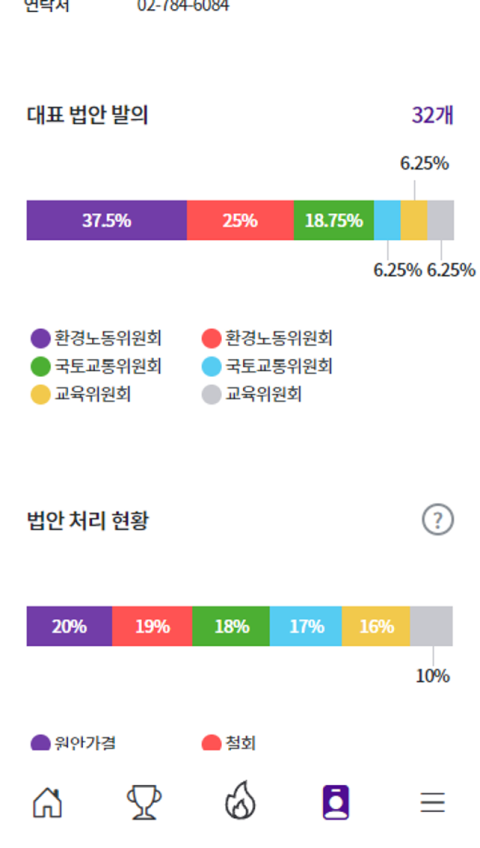 연락처 02-784-6084
대표 법안 발의 32개
6.25%
37.5% 25% 18.75%
6.25% 6.25%
환경노동위원회 환경노동위원회
국토교통위원회 국토교통위원회
교육위원회 교육위원회
법안 처리 현황 ?
20% 19% 18% 17% 16%
10%
원안가결 철회